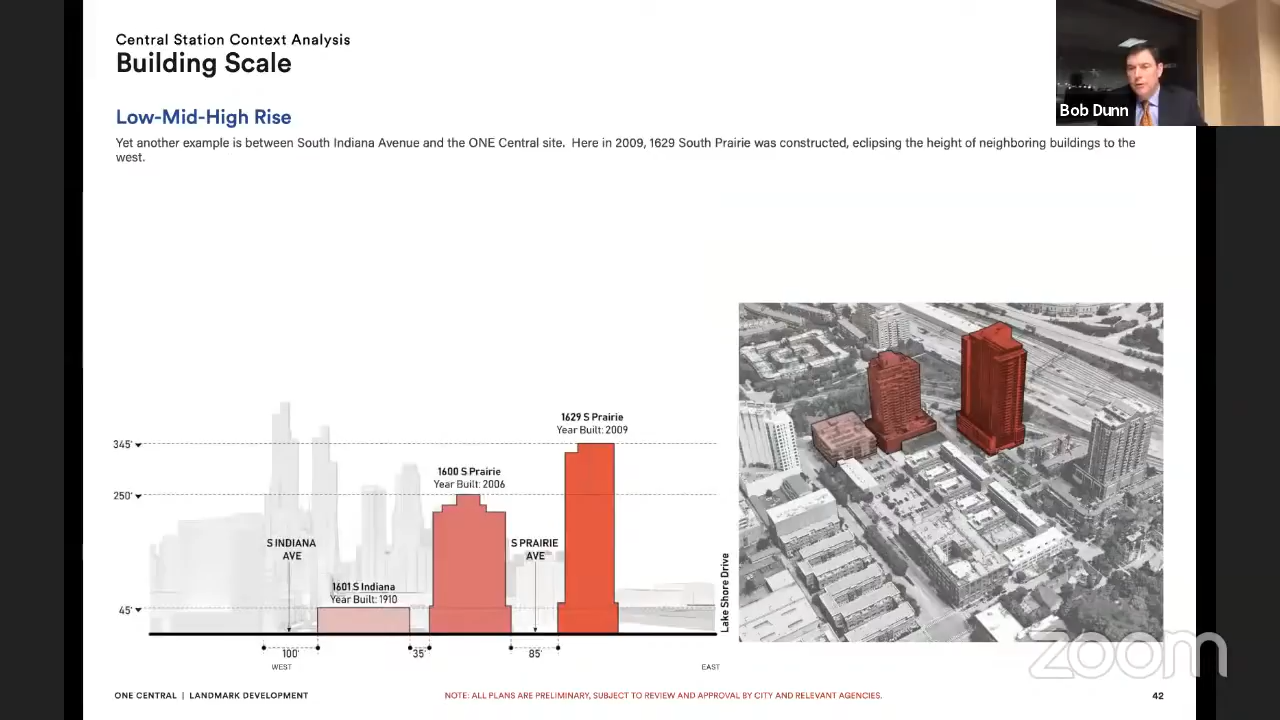 Central Station Context Analysis
Building Scale
Bob Dunn
Low-Mid-High Rise
Yet another example is between South Indiana Avenue and the ONE Central site. Here in 2009, 1629 South Prairie was constructed, eclipsing the height of neighboring buildings to the
west.
1629 S Prairie
Year Built: 2009
345'
1600 S Prairie
Year Built: 2006
250'
S INDIANA
AVE
S PRAIRIE
AVE
1601 S Indiana
Year Built: 1910
45'
Lake Shore Drive
100'
35'
85'
WEST
EAST
zoom
ONE CENTRAL | LANDMARK DEVELOPMENT
NOTE: ALL PLANS ARE PRELIMINARY, SUBJECT TO REVIEW AND APPROVAL BY CITY AND RELEVANT AGENCIES.
42